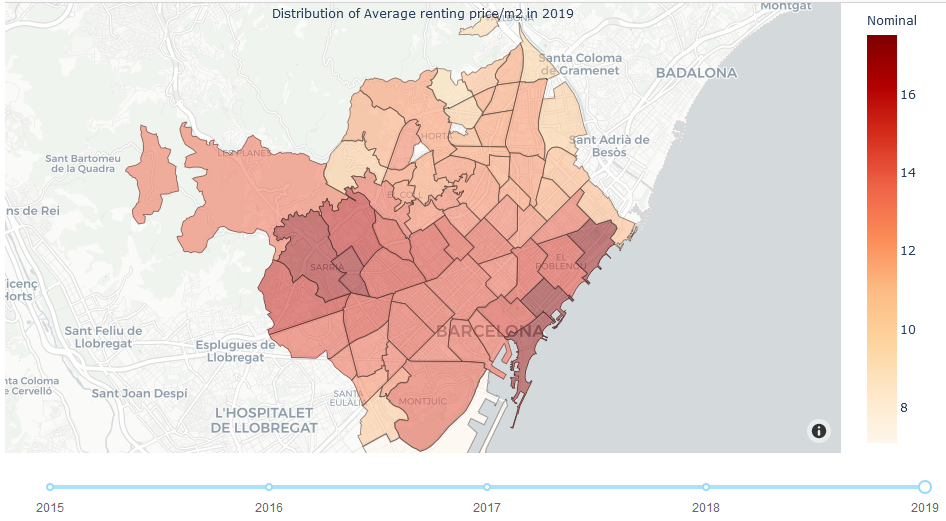 Distribution of Average renting price/m2 in 2019
Montgat
Nominal
Santa Coloma
de Gramenet
BADALONA
16
HORTA
Sant Adrià de
Besòs
LES PLANES
Sant Bartomeu
de la Quadra
14
EL COLL
ns de Rei
12
SARRIÀ
EL
POBLENOU
icenç
Horts
10
Sant Feliu de
Llobregat
BARCELONA
Esplugues de
Llobregat
nta Coloma
e Cervelló
Sant Joan Despí
SANTA
EULÀLIA
MONTJUÏC
8
L'HOSPITALET
DE LLOBREGAT
2015 2016 2017 2018 2019